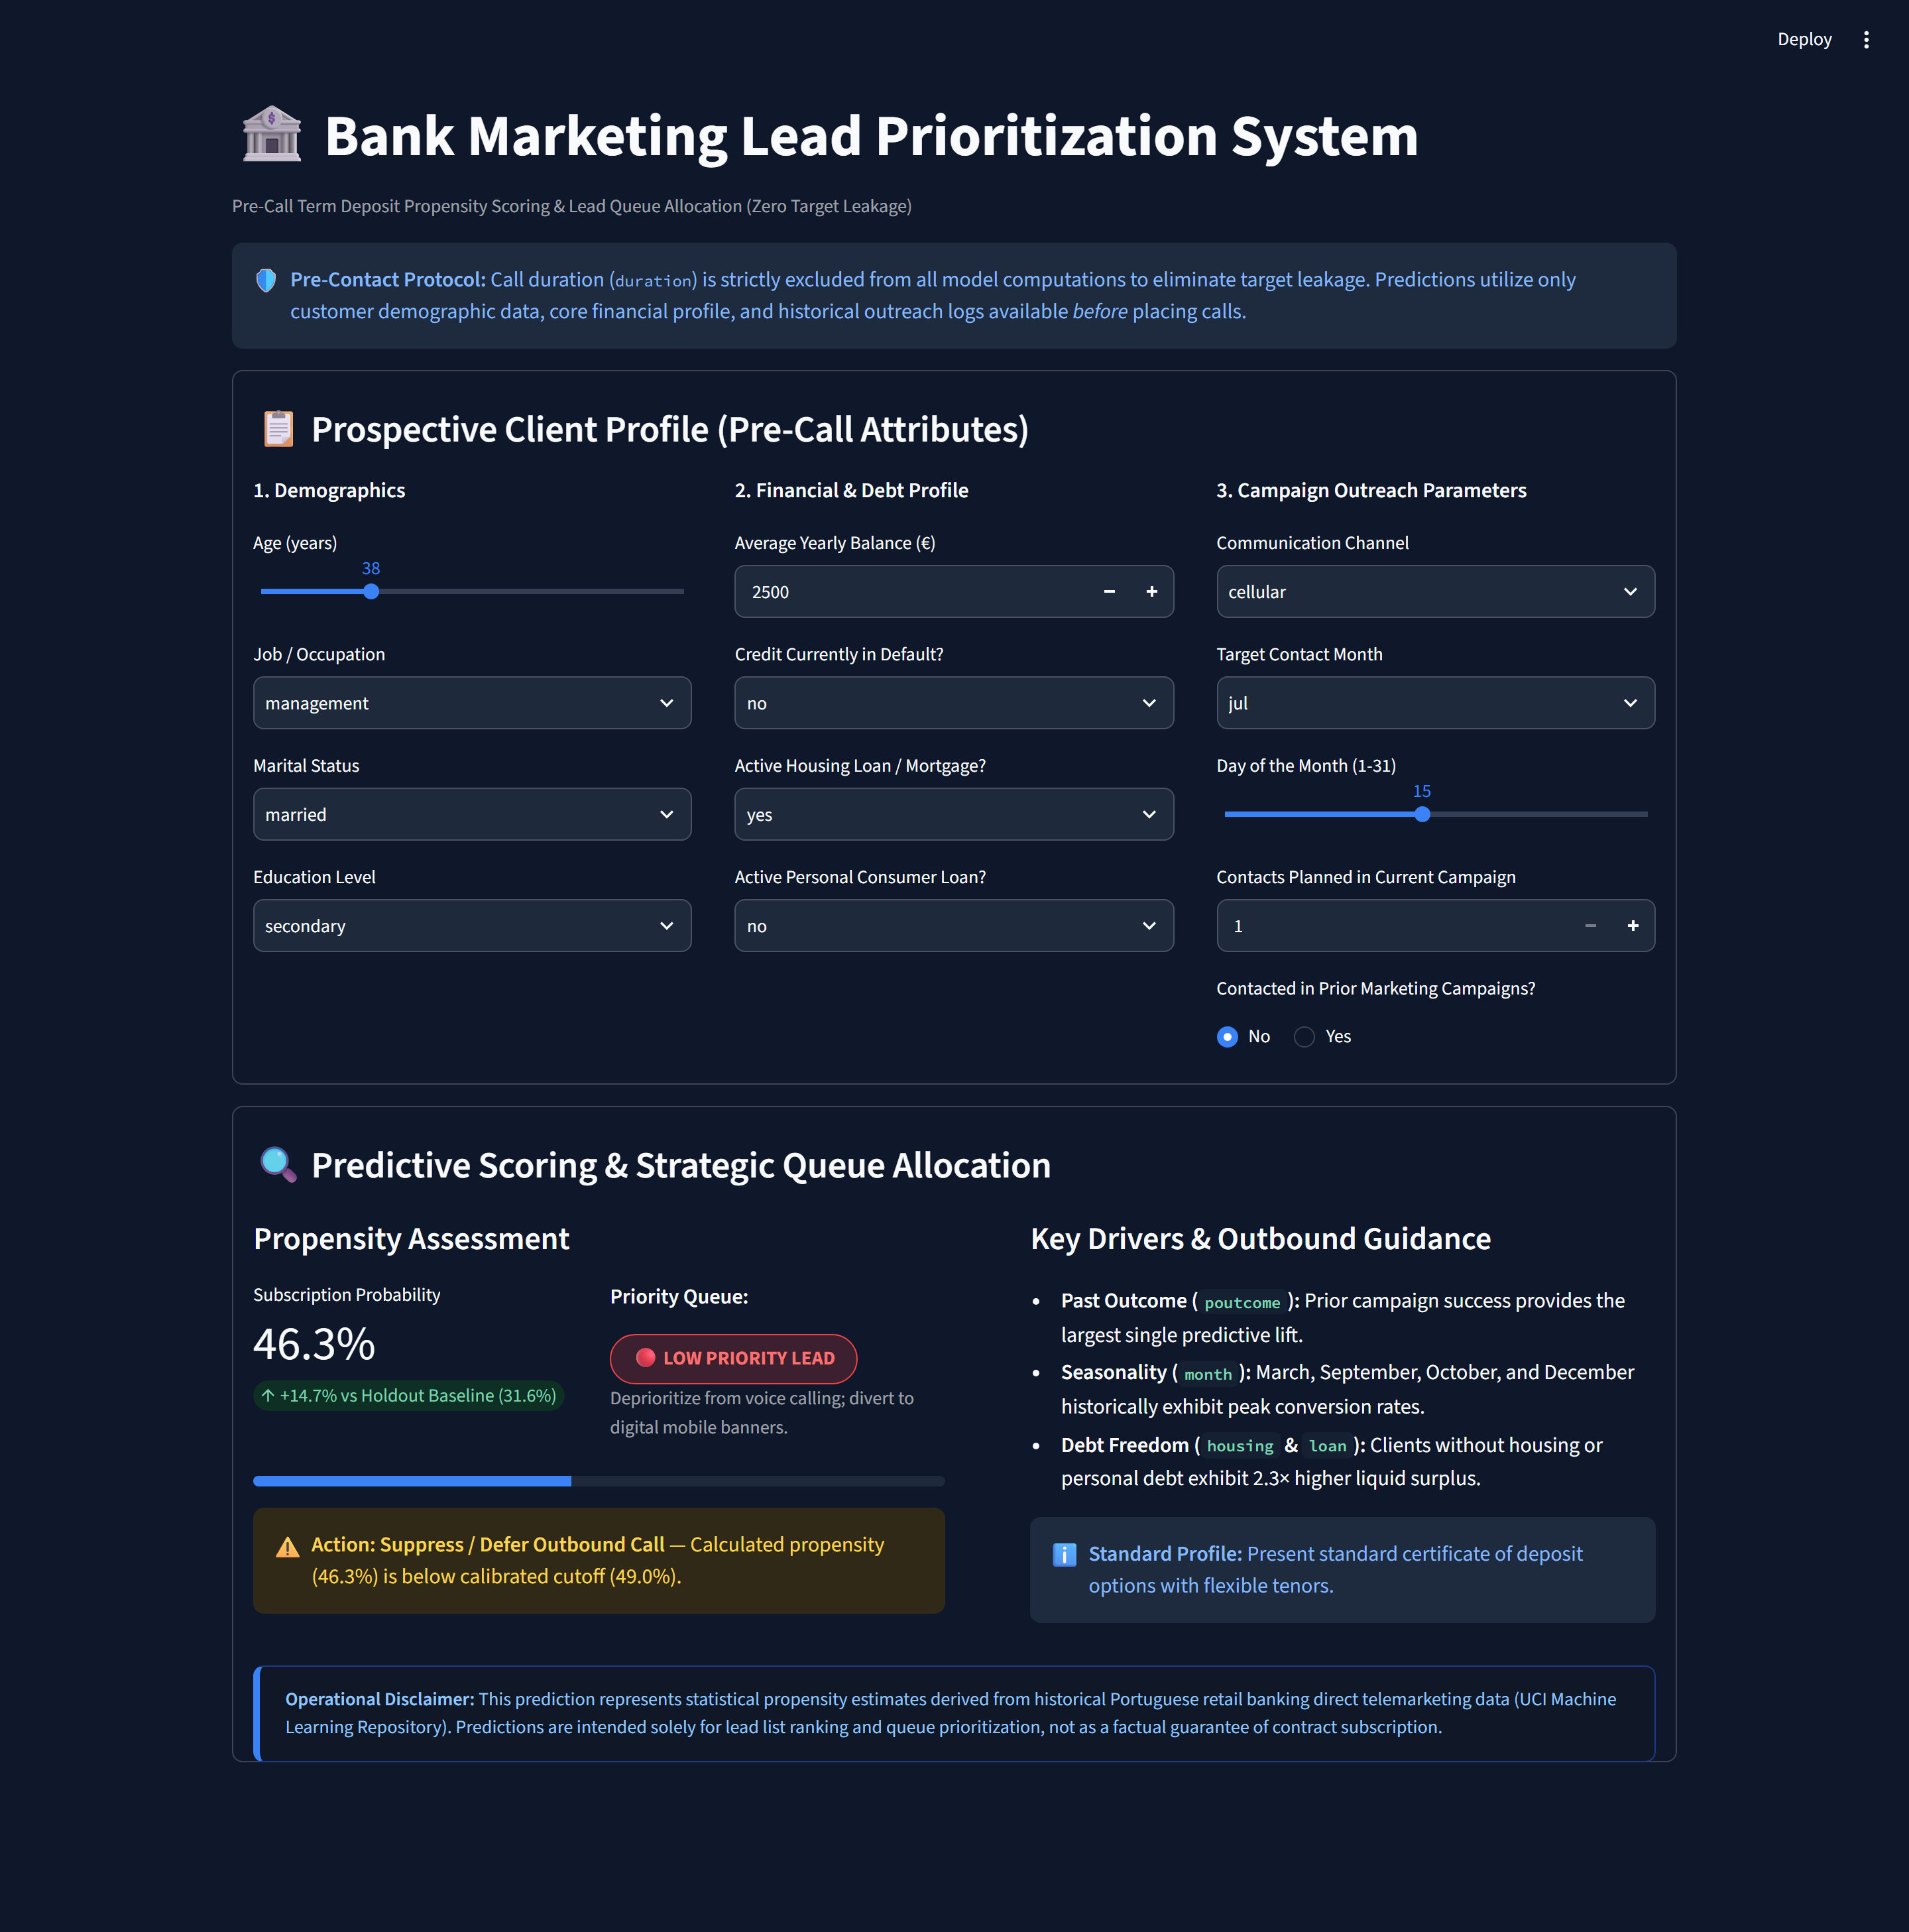 Deploy
Bank Marketing Lead Prioritization System
Pre-Call Term Deposit Propensity Scoring & Lead Queue Allocation (Zero Target Leakage)
Pre-Contact Protocol: Call duration (duration) is strictly excluded from all model computations to eliminate target leakage. Predictions utilize only
customer demographic data, core financial profile, and historical outreach logs available before placing calls.
Prospective Client Profile (Pre-Call Attributes)
1. Demographics
Age (years)
38
Job / Occupation
management
Marital Status
married
Education Level
secondary
2. Financial & Debt Profile
Average Yearly Balance (€)
2500
Credit Currently in Default?
no
Active Housing Loan / Mortgage?
yes
Active Personal Consumer Loan?
no
3. Campaign Outreach Parameters
Communication Channel
cellular
Target Contact Month
jul
Day of the Month (1-31)
15
Contacts Planned in Current Campaign
1
Contacted in Prior Marketing Campaigns?
No Yes
Predictive Scoring & Strategic Queue Allocation
Propensity Assessment
Subscription Probability
46.3%
↑ +14.7% vs Holdout Baseline (31.6%)
Priority Queue:
LOW PRIORITY LEAD
Deprioritize from voice calling; divert to
digital mobile banners.
Action: Suppress / Defer Outbound Call — Calculated propensity
(46.3%) is below calibrated cutoff (49.0%).
Key Drivers & Outbound Guidance
• Past Outcome ( poutcome ): Prior campaign success provides the
largest single predictive lift.
• Seasonality ( month ): March, September, October, and December
historically exhibit peak conversion rates.
• Debt Freedom ( housing & loan ): Clients without housing or
personal debt exhibit 2.3× higher liquid surplus.
Standard Profile: Present standard certificate of deposit
options with flexible tenors.
Operational Disclaimer: This prediction represents statistical propensity estimates derived from historical Portuguese retail banking direct telemarketing data (UCI Machine
Learning Repository). Predictions are intended solely for lead list ranking and queue prioritization, not as a factual guarantee of contract subscription.